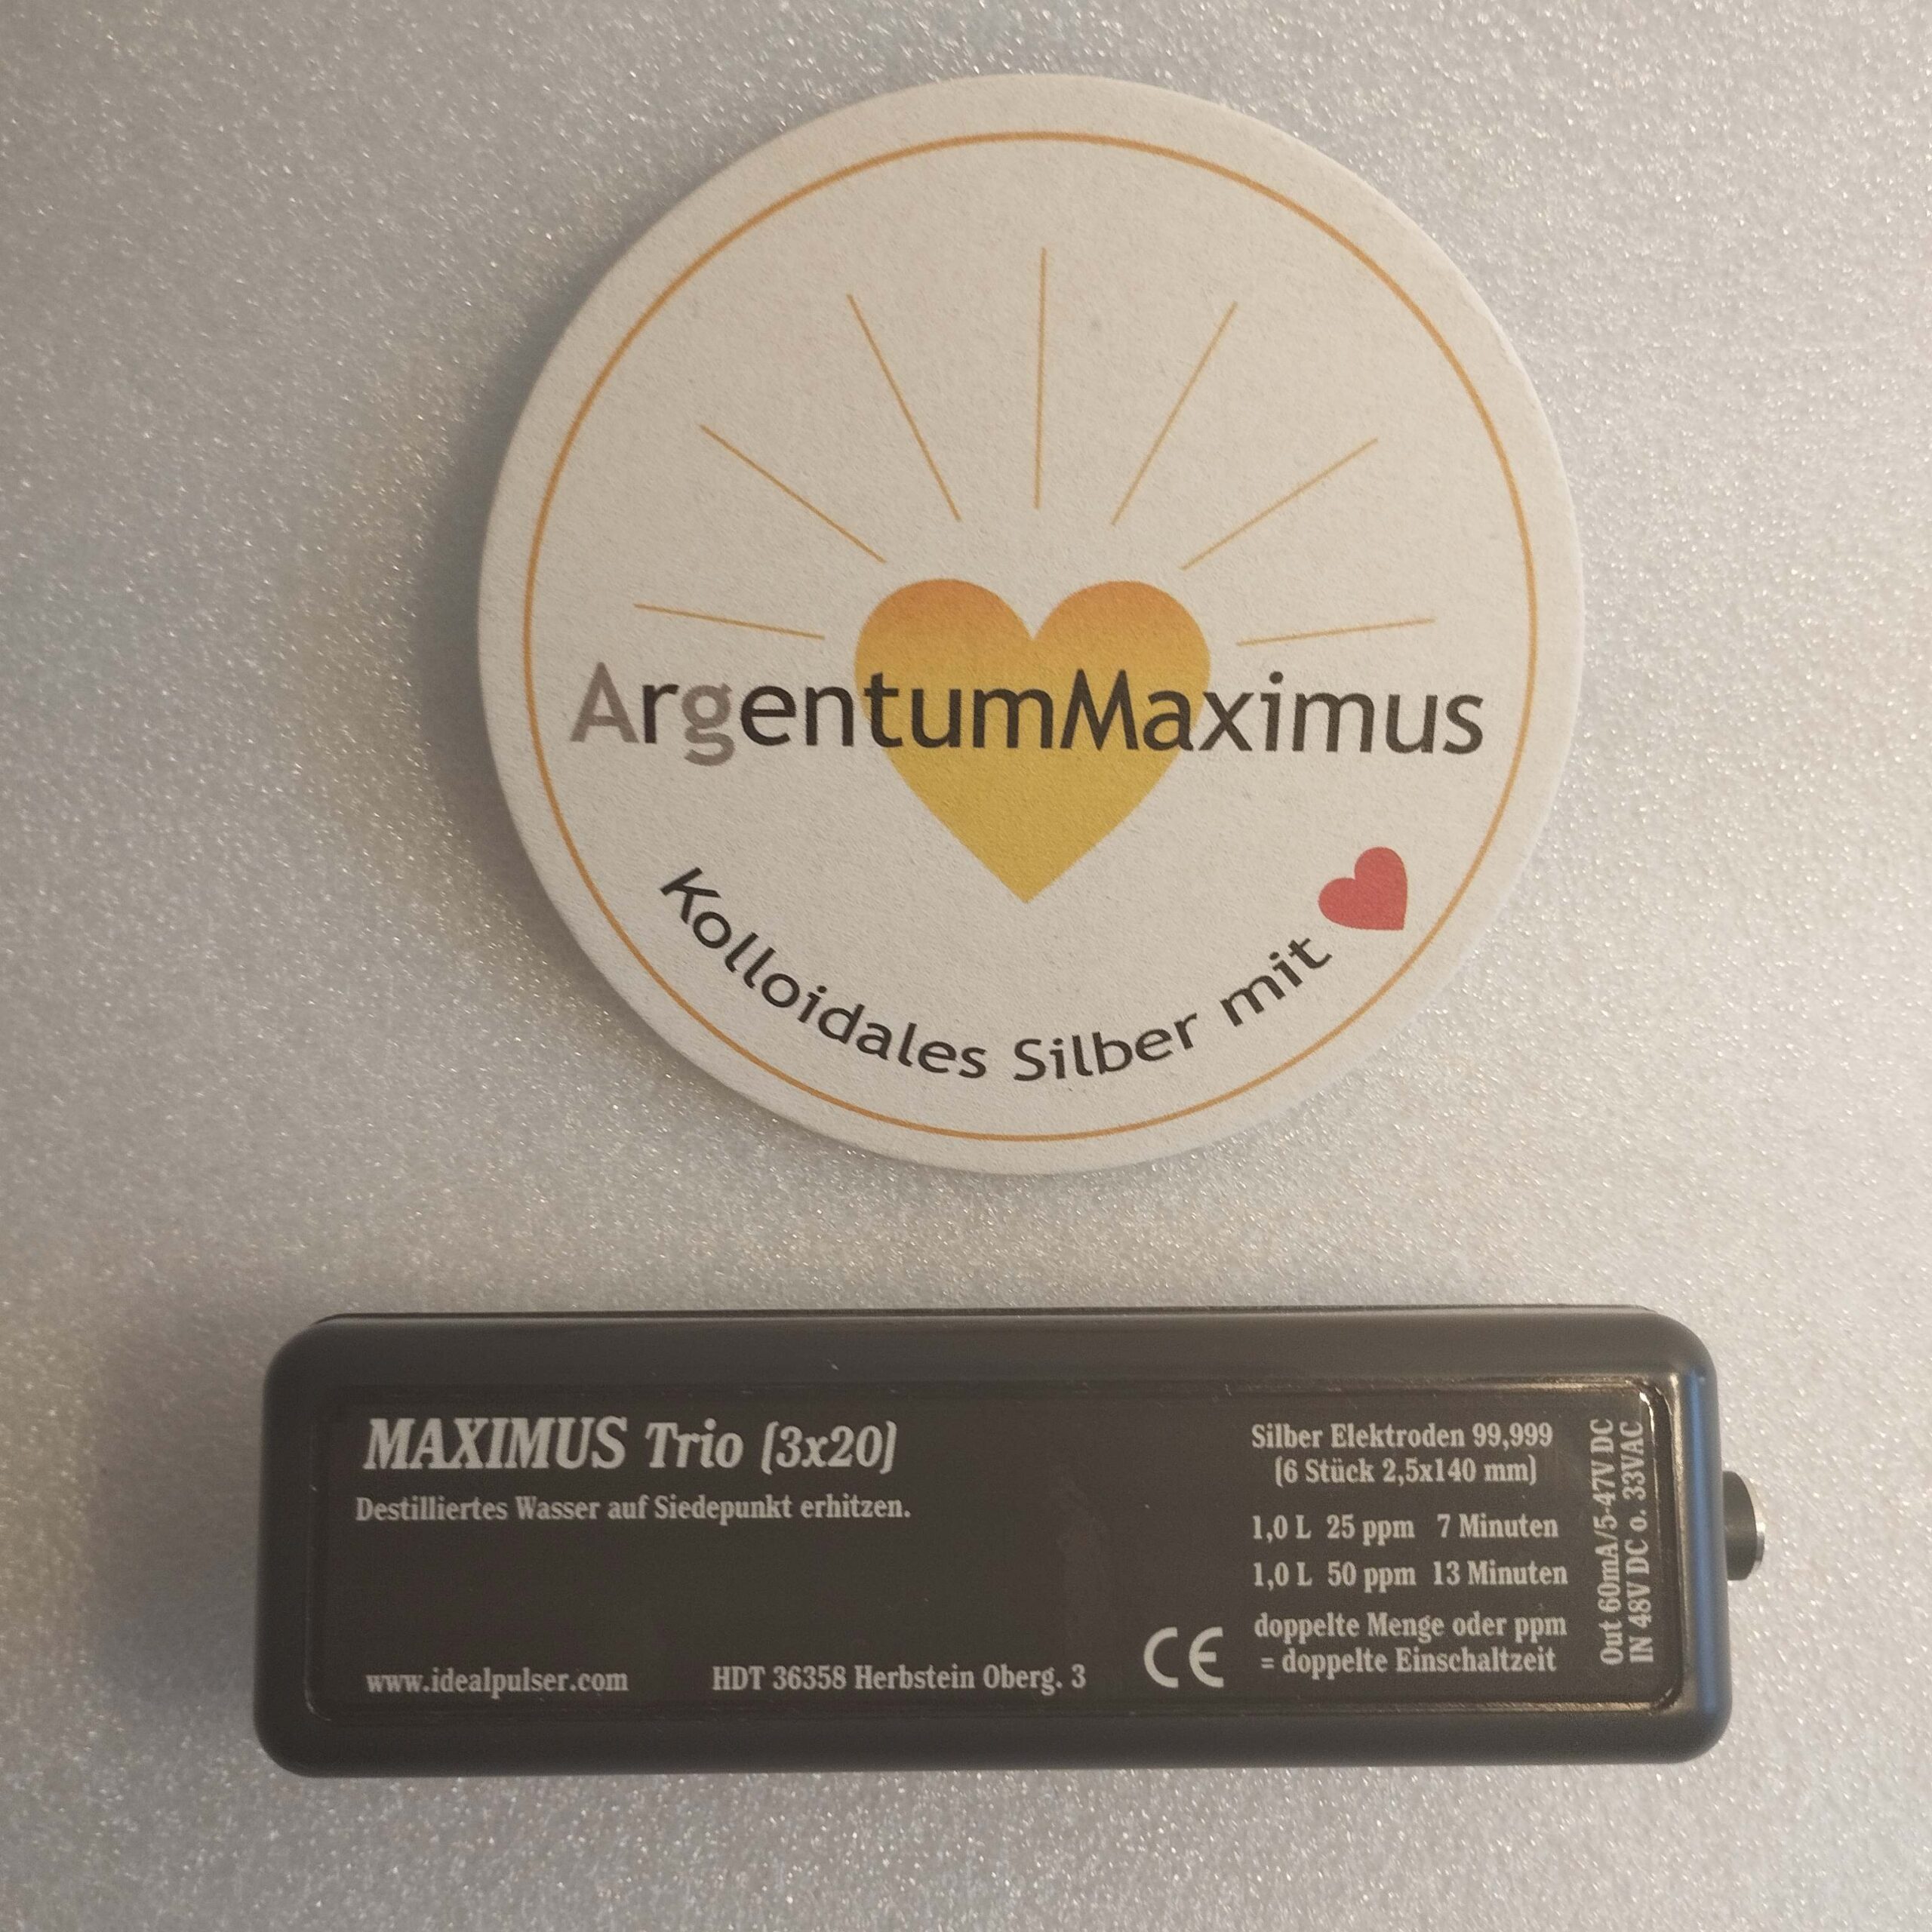 ArgentumMaximus
Kolloidales Silber mit
MAXIMUS Trio (3x20)
Destilliertes Wasser auf Siedepunkt erhitzen.
www.idealpulser.com
HDT 36358 Herbstein Oberg. 3
CE
Silber Elektroden 99,999
(6 Stück 2,5x140 mm)
1,0 L 25 ppm 7 Minuten
1,0 L 50 ppm 13 Minuten
doppelte Menge oder ppm
= doppelte Einschaltzeit
Out 60mA/5-47V DC
IN 48V DC o. 33VAC